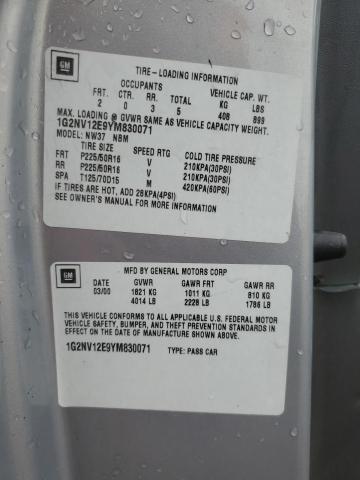 GM
TIRE-LOADING INFORMATION
OCCUPANTS VEHICLE CAP. WT.
FRT. CTR. RR. TOTAL KG LBS
2 0 3 5 408 899
MAX. LOADING @ GVWR SAME AS VEHICLE CAPACITY WEIGHT.
1G2NV12E9YM830071
MODEL: NW37 NBM
TIRE SIZE SPEED RTG COLD TIRE PRESSURE
FRT P225/50R16 V 210KPA(30PSI)
RR P225/50R16 V 210KPA(30PSI)
SPA T125/70D15 M 420KPA(60PSI)
IF TIRES ARE HOT, ADD 28KPA(4PSI)
SEE OWNER'S MANUAL FOR MORE INFORMATION
GM
MFD BY GENERAL MOTORS CORP
DATE GVWR GAWR FRT GAWR RR
03/00 1821 KG 1011 KG 810 KG
4014 LB 2228 LB 1786 LB
THIS VEHICLE CONFORMS TO ALL APPLICABLE U.S. FEDERAL MOTOR
VEHICLE SAFETY, BUMPER, AND THEFT PREVENTION STANDARDS IN
EFFECT ON THE DATE OF MANUFACTURE SHOWN ABOVE.
1G2NV12E9YM830071 TYPE: PASS CAR